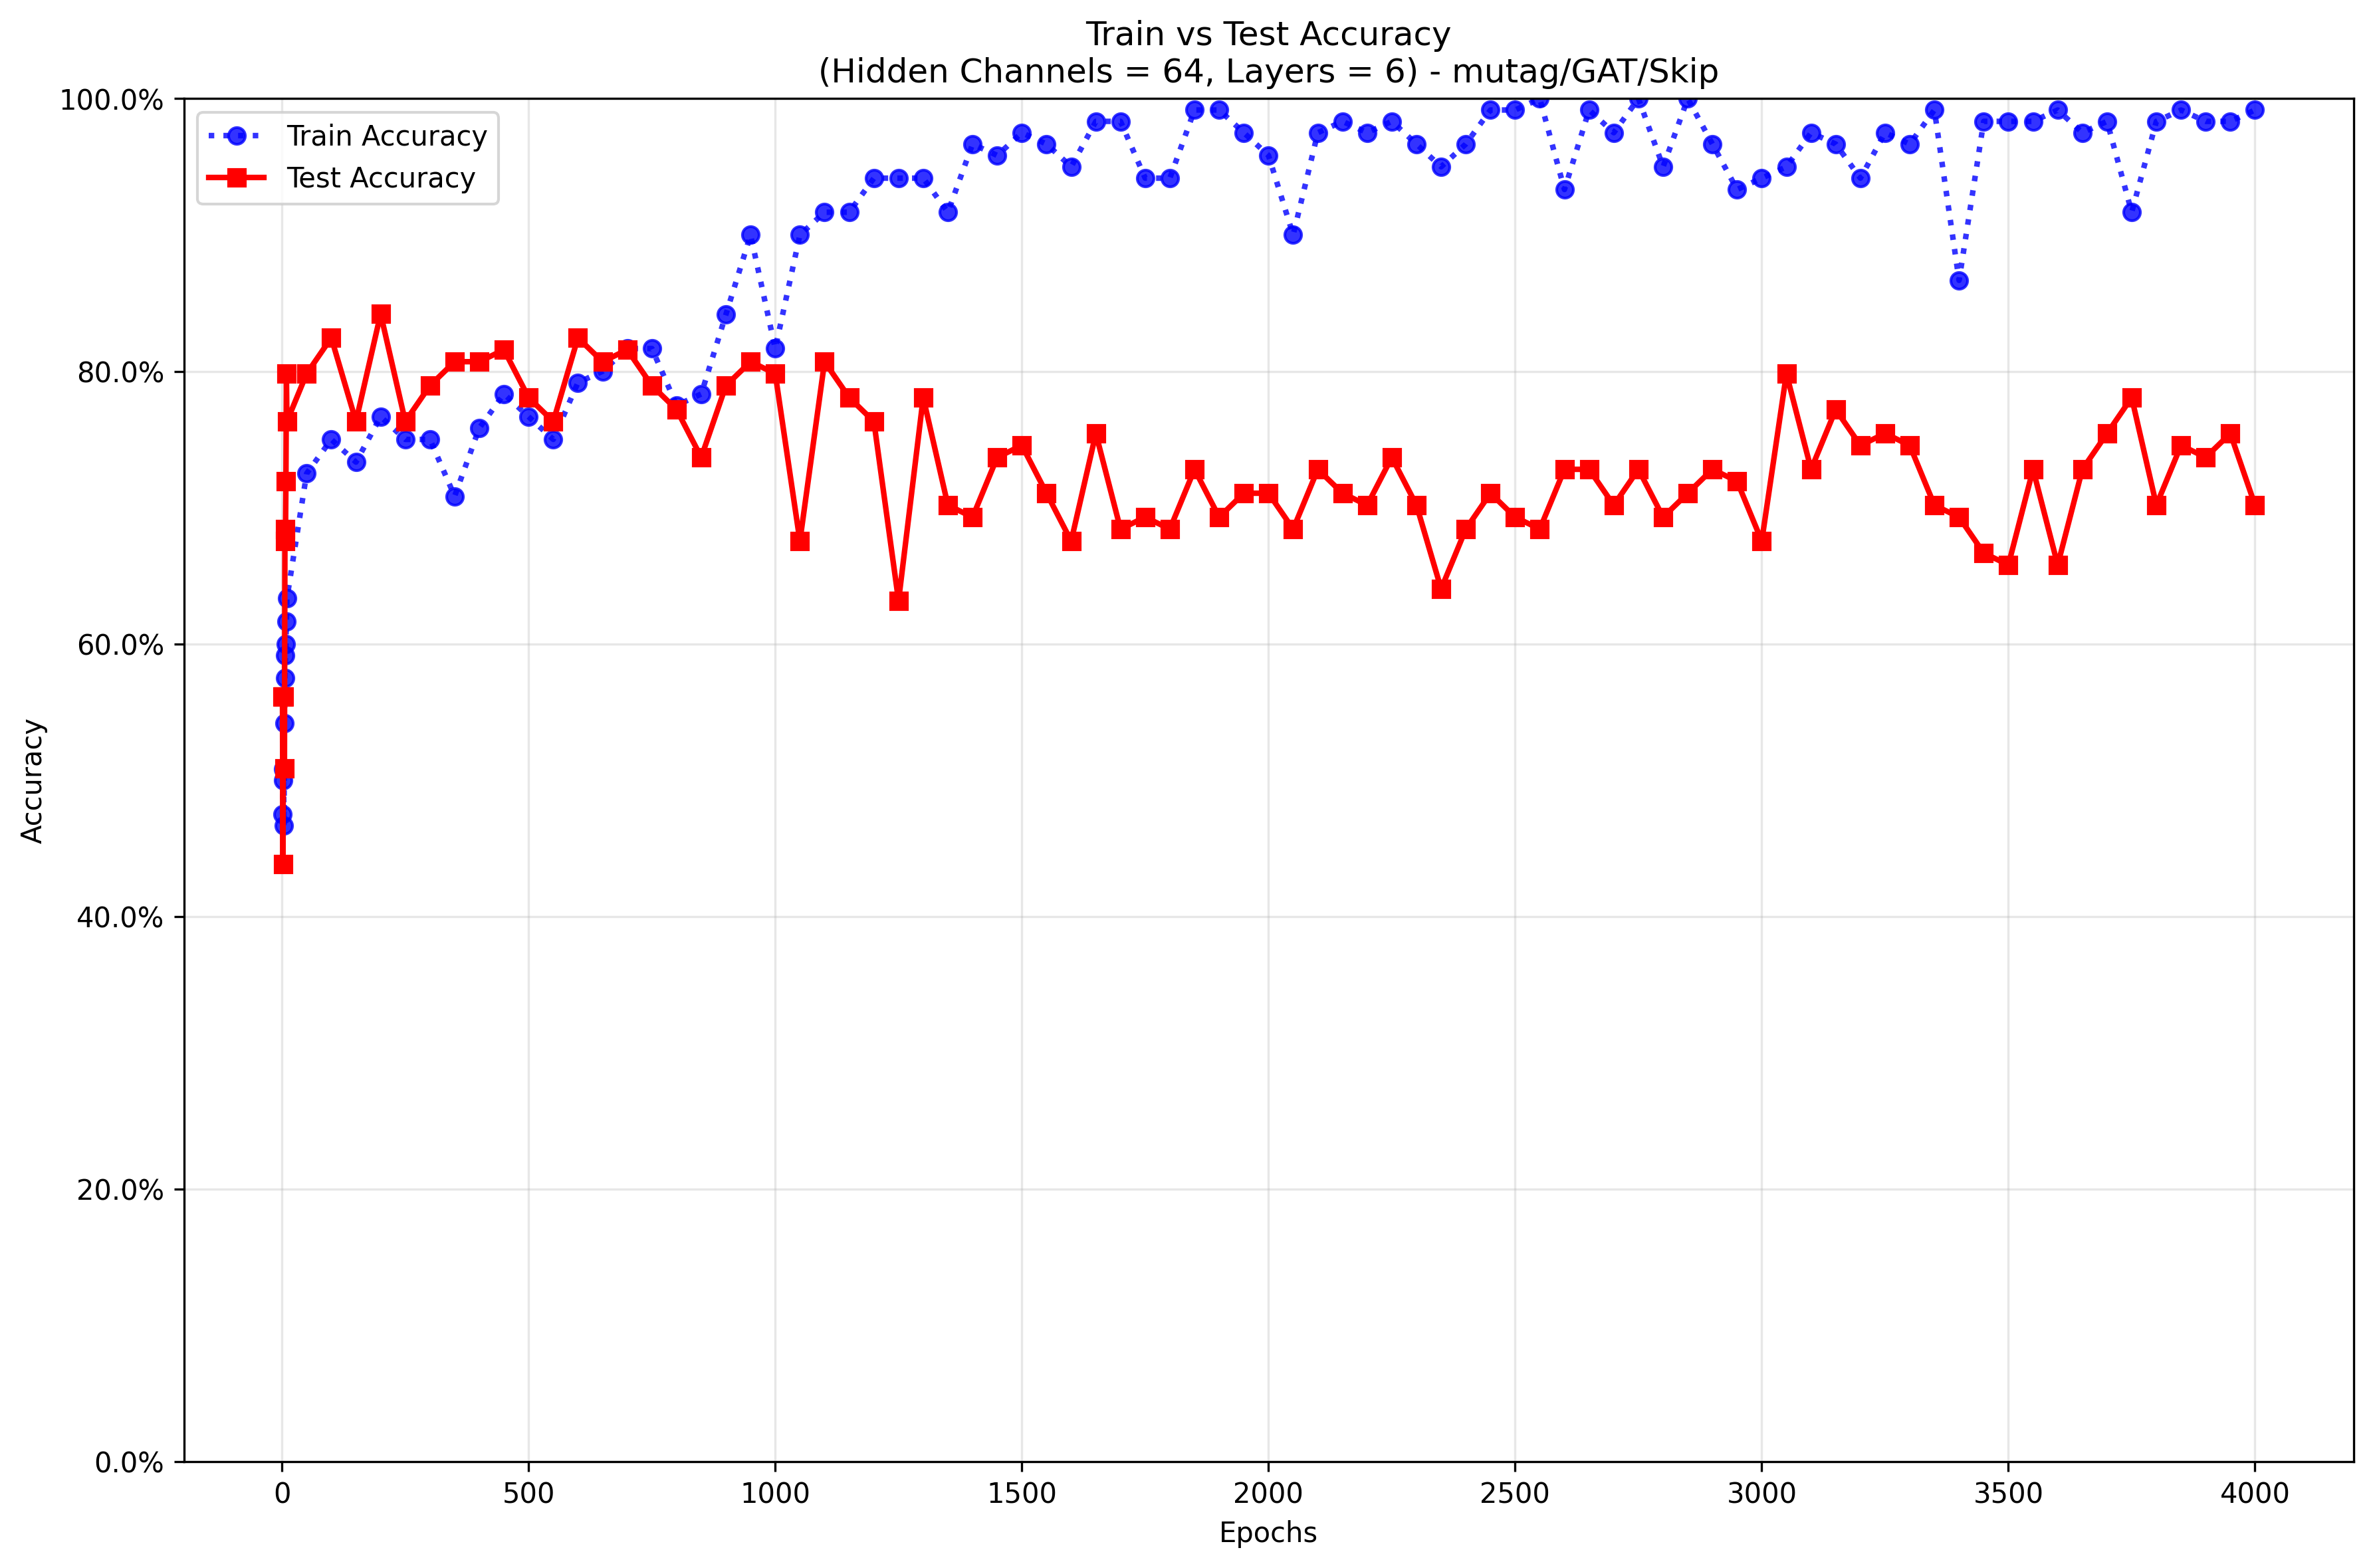 Train vs Test Accuracy
(Hidden Channels = 64, Layers = 6) - mutag/GAT/Skip
Train Accuracy
Test Accuracy
100.0%
80.0%
60.0%
40.0%
20.0%
0.0%
Accuracy
0 500 1000 1500 2000 2500 3000 3500 4000
Epochs